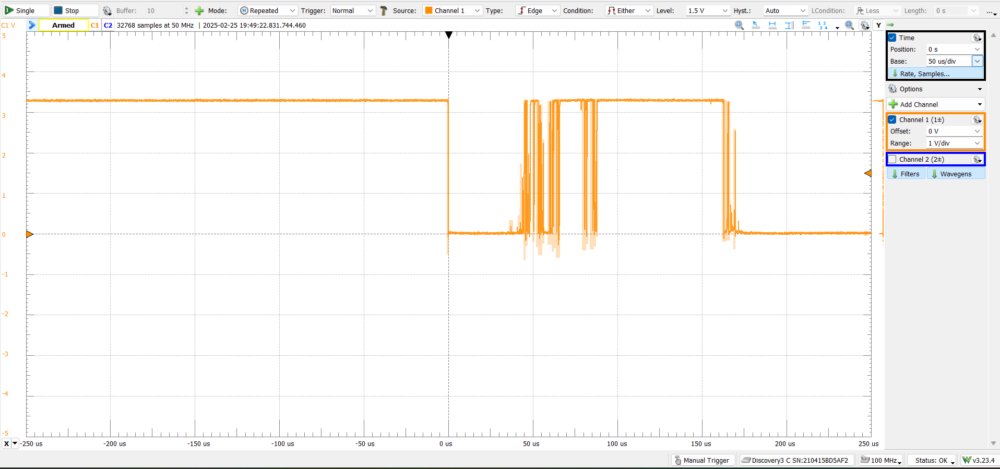 Single Stop Buffer: 10 Mode: Repeated Trigger: Normal Source: Channel 1 Type: Edge Condition: Either Level: 1.5 V Hyst.: Auto LCondition: Less Length: 0 s ...
C1 V Armed C1 C2 32768 samples at 50 MHz | 2025-02-25 19:49:22.831.744.460 Y
5
4
3
2
1
0
-1
-2
-3
-4
-5
X -250 us -200 us -150 us -100 us -50 us 0 us 50 us 100 us 150 us 200 us 250 us
Time
Position: 0 s
Base: 50 us/div
Rate, Samples...
Options
Add Channel
Channel 1 (1±)
Offset: 0 V
Range: 1 V/div
Channel 2 (2±)
Filters Wavegens
Manual Trigger Discovery3 C SN:210415BD5AF2 100 MHz Status: OK W v3.23.4